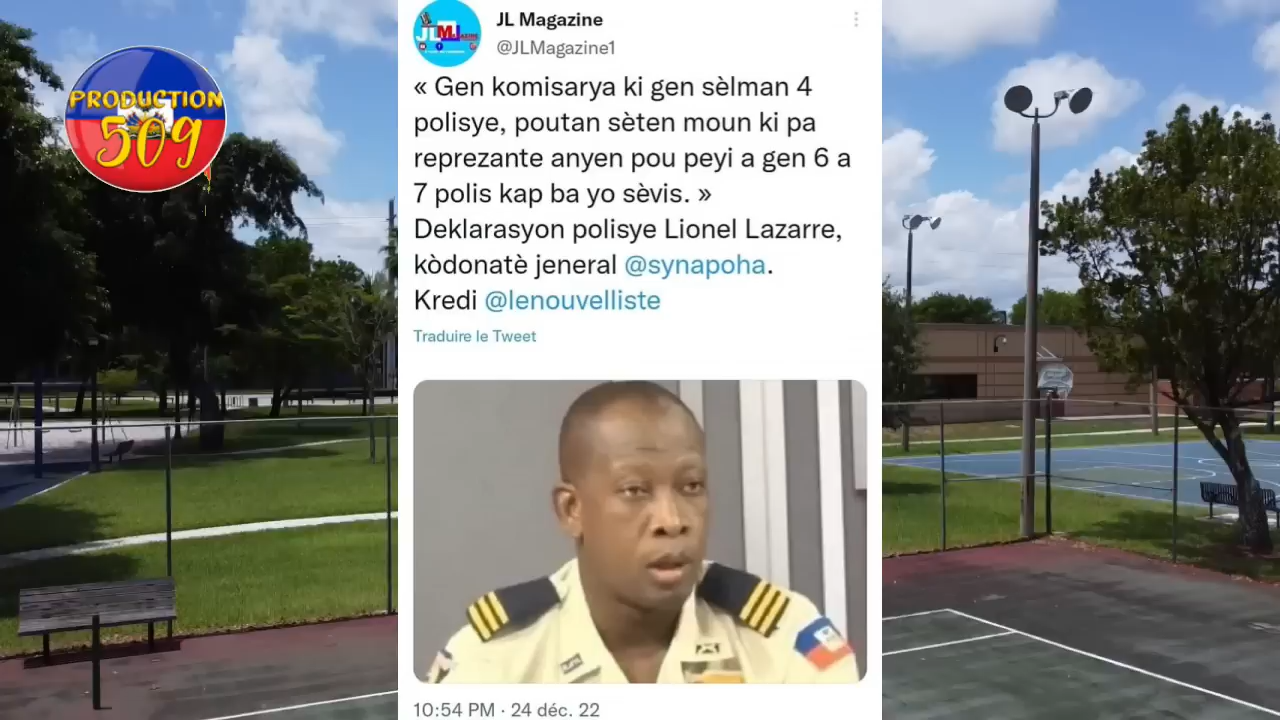 PRODUCTION
509
JL Magazine
@JLMagazine1
« Gen komisarya ki gen sèlman 4
polisye, poutan sèten moun ki pa
reprezante anyen pou peyi a gen 6 a
7 polis kap ba yo sèvis. »
Deklarasyon polisye Lionel Lazarre,
kòdonatè jeneral @synapoha.
Kredi @lenouvelliste
Traduire le Tweet
10:54 PM · 24 déc. 22